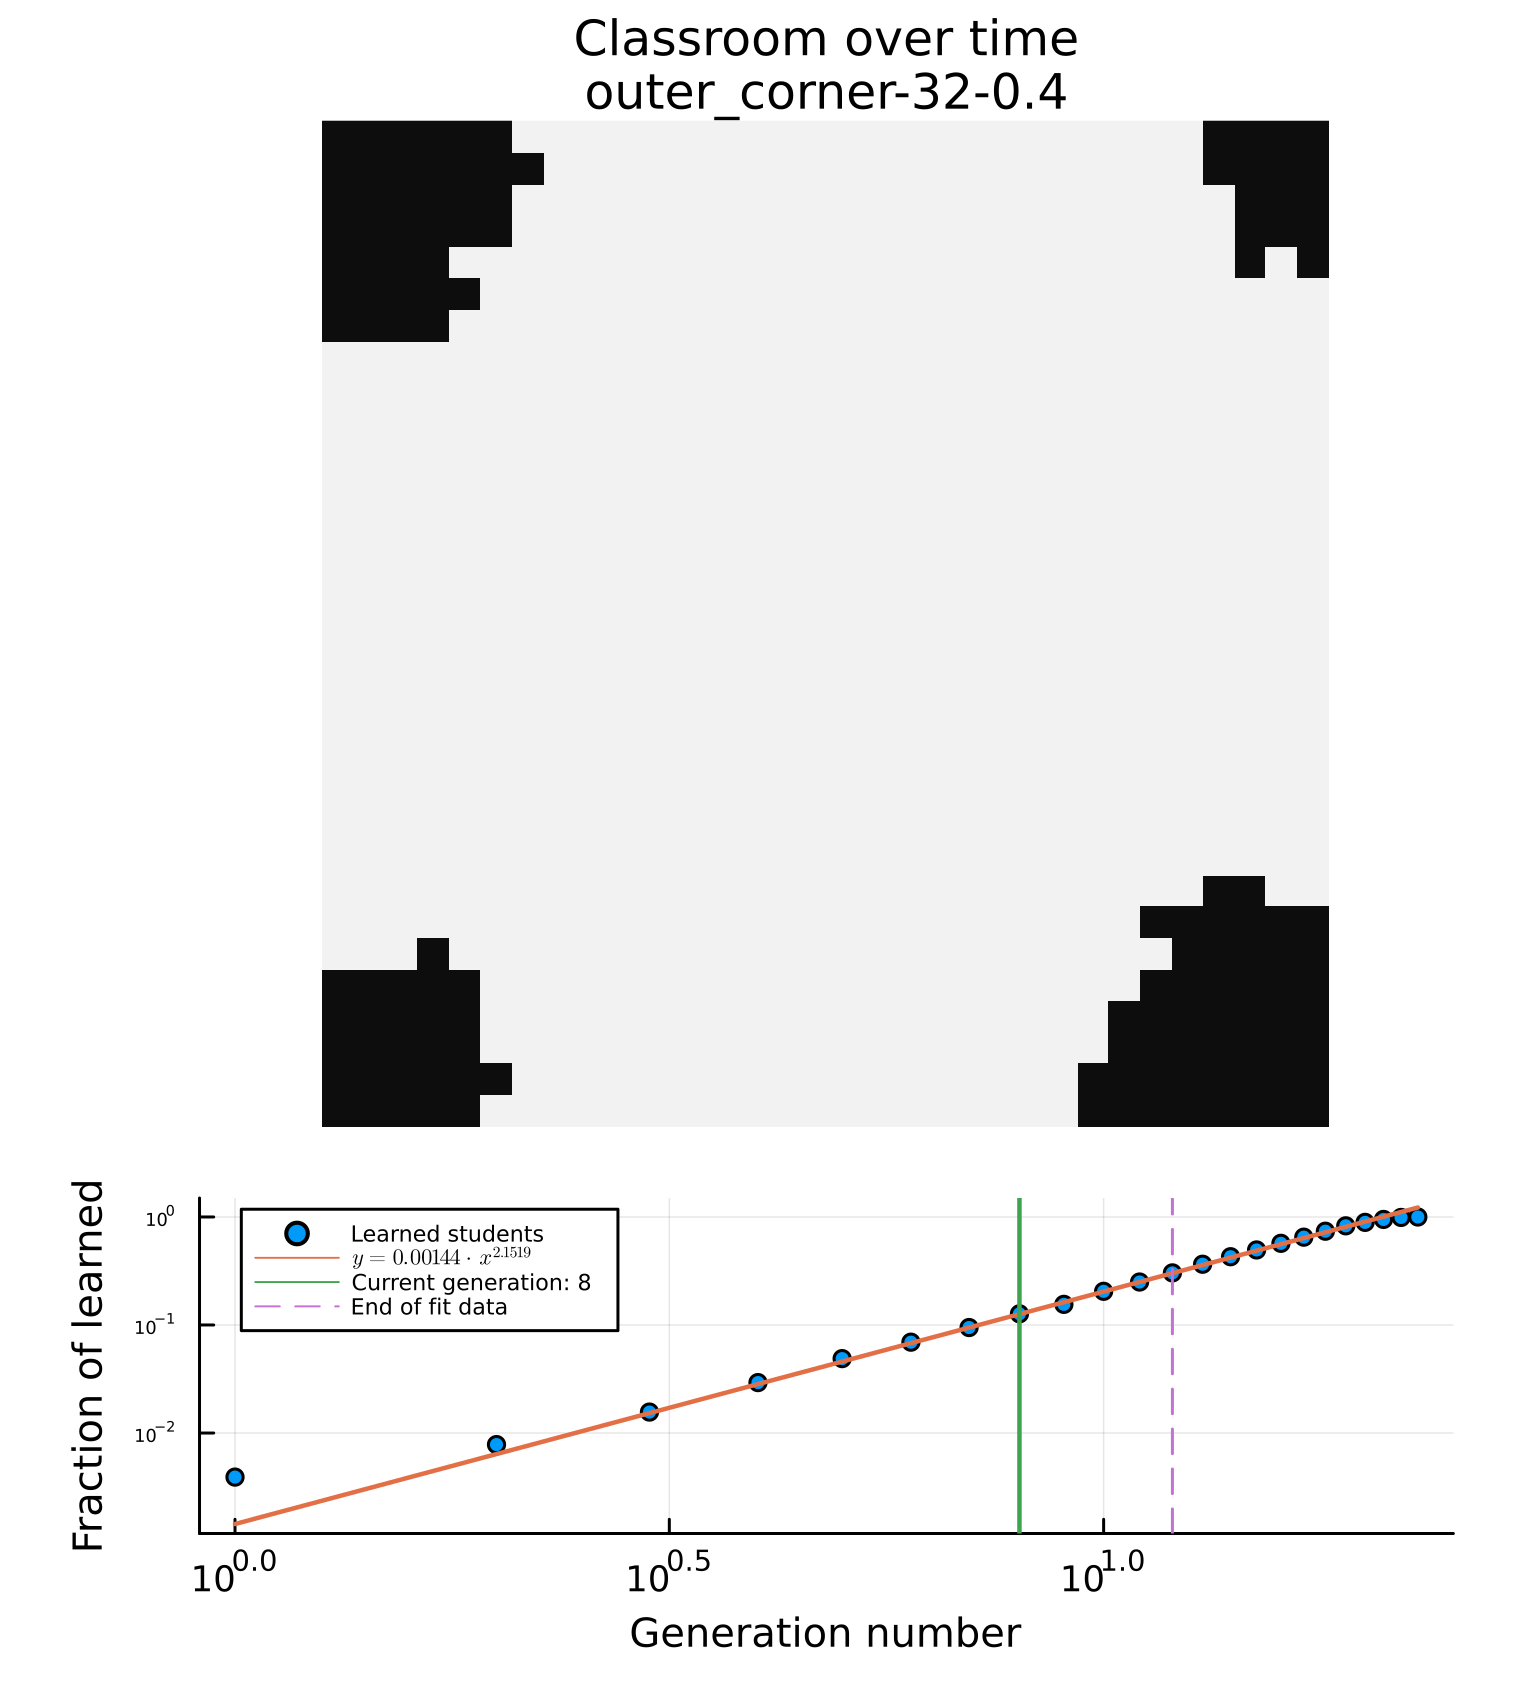 Classroom over time
outer_corner-32-0.4
Fraction of learned
10^0
10^−1
10^−2
Learned students
y = 0.00144 · x^2.1519
Current generation: 8
End of fit data
10^0.0 10^0.5 10^1.0
Generation number